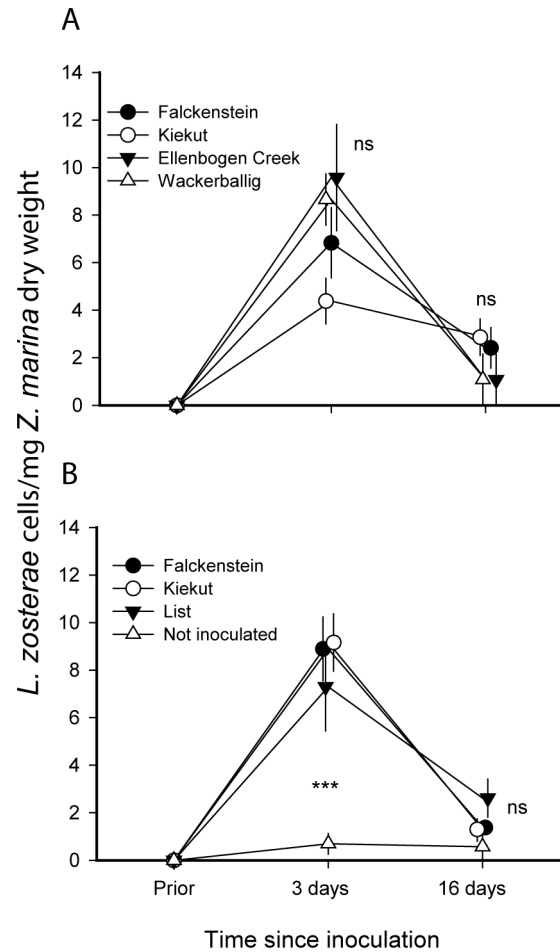 A
14
12
10
8
6
4
2
0
Falckenstein
Kiekut
Ellenbogen Creek
Wackerballig
ns
ns
L. zosterae cells/mg Z. marina dry weight
B
14
12
10
8
6
4
2
0
Falckenstein
Kiekut
List
Not inoculated
***
ns
Prior 3 days 16 days
Time since inoculation